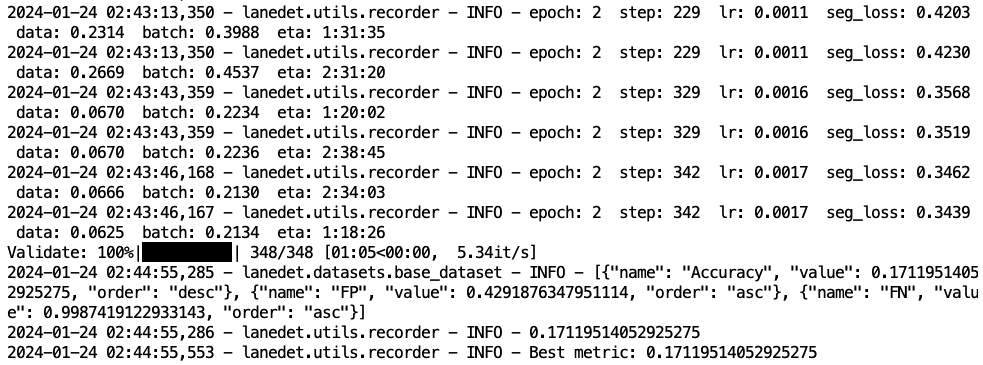 2024-01-24 02:43:13,350 - lanedet.utils.recorder - INFO - epoch: 2  step: 229  lr: 0.0011  seg_loss: 0.4203
 data: 0.2314  batch: 0.3988  eta: 1:31:35
2024-01-24 02:43:13,350 - lanedet.utils.recorder - INFO - epoch: 2  step: 229  lr: 0.0011  seg_loss: 0.4230
 data: 0.2669  batch: 0.4537  eta: 2:31:20
2024-01-24 02:43:43,359 - lanedet.utils.recorder - INFO - epoch: 2  step: 329  lr: 0.0016  seg_loss: 0.3568
 data: 0.0670  batch: 0.2234  eta: 1:20:02
2024-01-24 02:43:43,359 - lanedet.utils.recorder - INFO - epoch: 2  step: 329  lr: 0.0016  seg_loss: 0.3519
 data: 0.0670  batch: 0.2236  eta: 2:38:45
2024-01-24 02:43:46,168 - lanedet.utils.recorder - INFO - epoch: 2  step: 342  lr: 0.0017  seg_loss: 0.3462
 data: 0.0666  batch: 0.2130  eta: 2:34:03
2024-01-24 02:43:46,167 - lanedet.utils.recorder - INFO - epoch: 2  step: 342  lr: 0.0017  seg_loss: 0.3439
 data: 0.0625  batch: 0.2134  eta: 1:18:26
Validate: 100%|██████████| 348/348 [01:05<00:00,  5.34it/s]
2024-01-24 02:44:55,285 - lanedet.datasets.base_dataset - INFO - [{"name": "Accuracy", "value": 0.1711951405
2925275, "order": "desc"}, {"name": "FP", "value": 0.4291876347951114, "order": "asc"}, {"name": "FN", "valu
e": 0.9987419122933143, "order": "asc"}]
2024-01-24 02:44:55,286 - lanedet.utils.recorder - INFO - 0.17119514052925275
2024-01-24 02:44:55,553 - lanedet.utils.recorder - INFO - Best metric: 0.17119514052925275